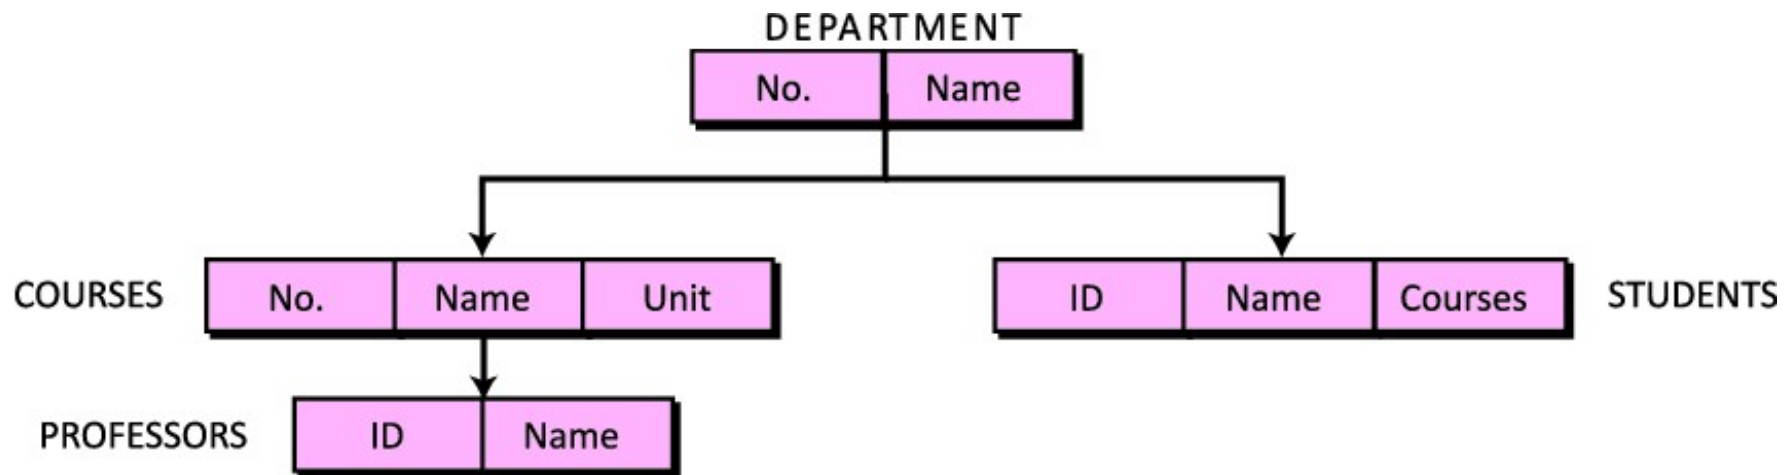 DEPARTMENT
No. Name
COURSES No. Name Unit
ID Name Courses STUDENTS
PROFESSORS ID Name